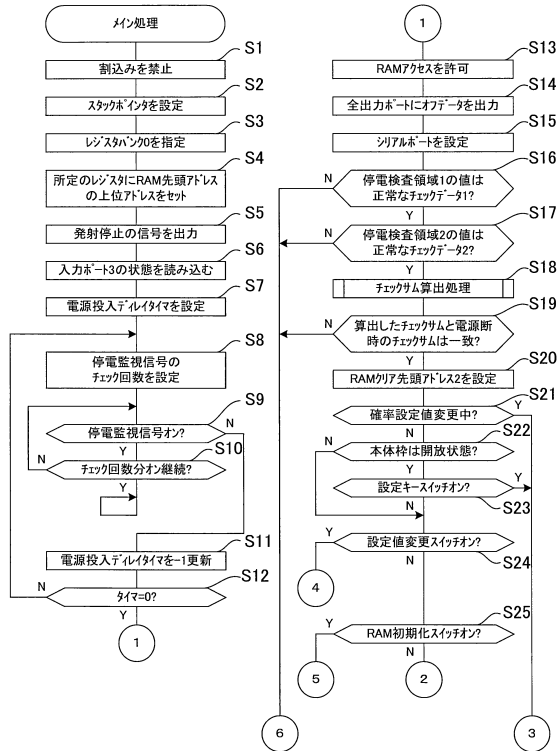 メイン処理
S1
割込みを禁止
S2
スタックポインタを設定
S3
レジスタバンク0を指定
S4
所定のレジスタにRAM先頭アドレス
の上位アドレスをセット
S5
発射停止の信号を出力
S6
入力ポート3の状態を読み込む
S7
電源投入ディレイタイマを設定
S8
停電監視信号の
チェック回数を設定
S9
停電監視信号オン?
N
Y
S10
チェック回数分オン継続?
N
Y
S11
電源投入ディレイタイマを-1更新
S12
タイマ=0?
N
Y
1
1
S13
RAMアクセスを許可
S14
全出力ポートにオフデータを出力
S15
シリアルポートを設定
S16
停電検査領域1の値は
正常なチェックデータ1?
N
Y
S17
停電検査領域2の値は
正常なチェックデータ2?
N
Y
S18
チェックサム算出処理
S19
算出したチェックサムと電源断
時のチェックサムは一致?
N
Y
S20
RAMクリア先頭アドレス2を設定
S21
確率設定値変更中?
Y
N
S22
本体枠は開放状態?
N
Y
設定キースイッチオン?
Y
S23
N
設定値変更スイッチオン?
Y
S24
N
4
S25
RAM初期化スイッチオン?
Y
N
5
2
6
3